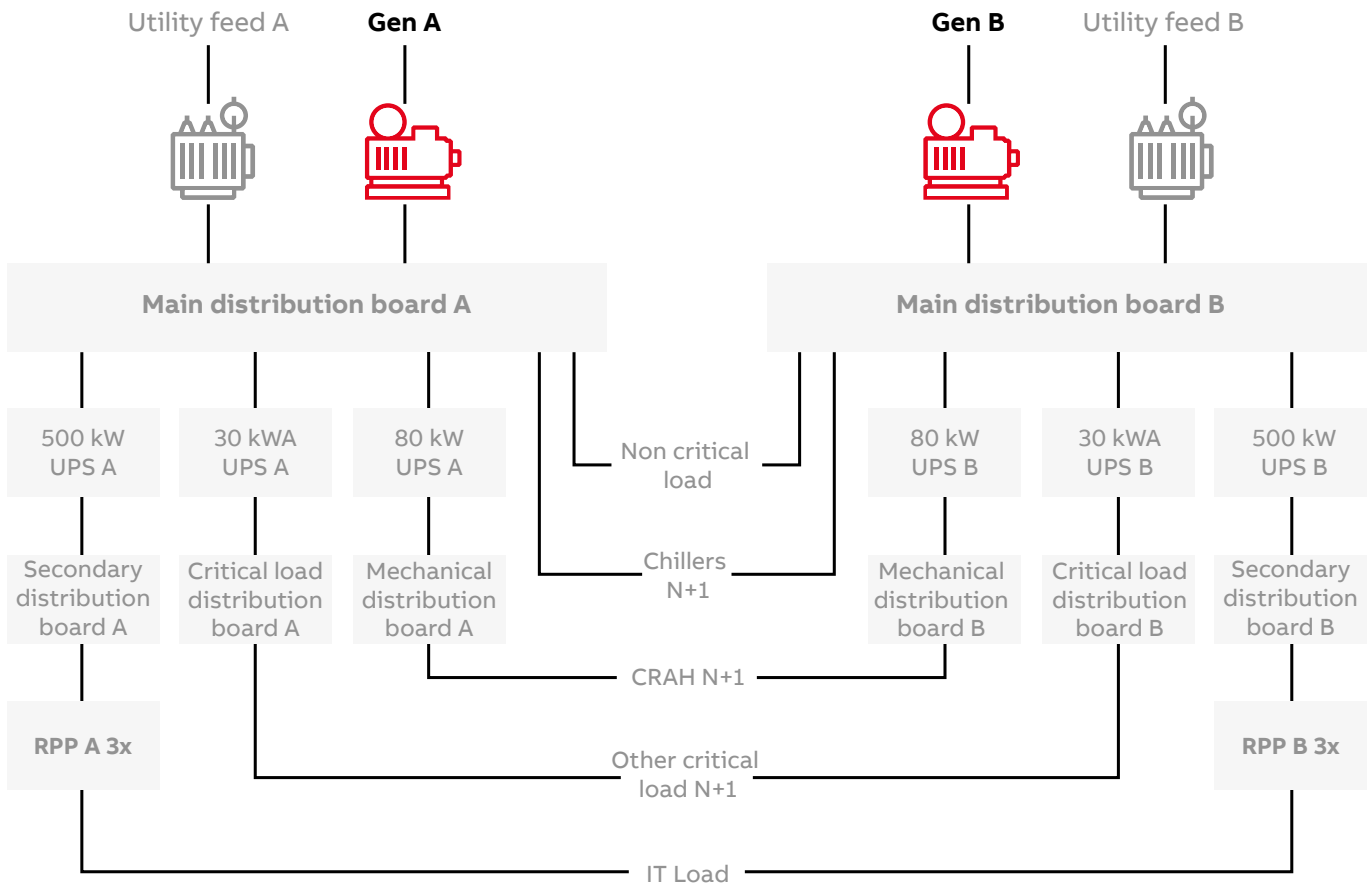 Utility feed A
Gen A
Gen B
Utility feed B
Main distribution board A
Main distribution board B
500 kW
UPS A
30 kWA
UPS A
80 kW
UPS A
Non critical
load
80 kW
UPS B
30 kWA
UPS B
500 kW
UPS B
Secondary
distribution
board A
Critical load
distribution
board A
Mechanical
distribution
board A
Chillers
N+1
Mechanical
distribution
board B
Critical load
distribution
board B
Secondary
distribution
board B
CRAH N+1
RPP A 3x
Other critical
load N+1
RPP B 3x
IT Load